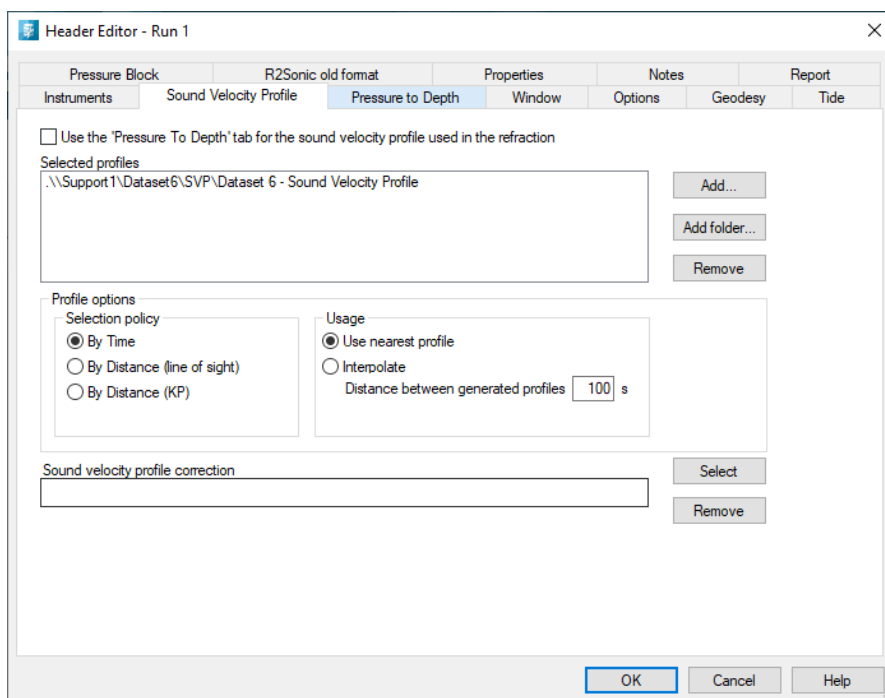 Header Editor - Run 1
Pressure Block R2Sonic old format Properties Notes Report
Instruments Sound Velocity Profile Pressure to Depth Window Options Geodesy Tide
Use the 'Pressure To Depth' tab for the sound velocity profile used in the refraction
Selected profiles
.\\Support1\Dataset6\SVP\Dataset 6 - Sound Velocity Profile
Add...
Add folder...
Remove
Profile options
Selection policy
By Time
By Distance (line of sight)
By Distance (KP)
Usage
Use nearest profile
Interpolate
Distance between generated profiles 100 s
Sound velocity profile correction
Select
Remove
OK Cancel Help